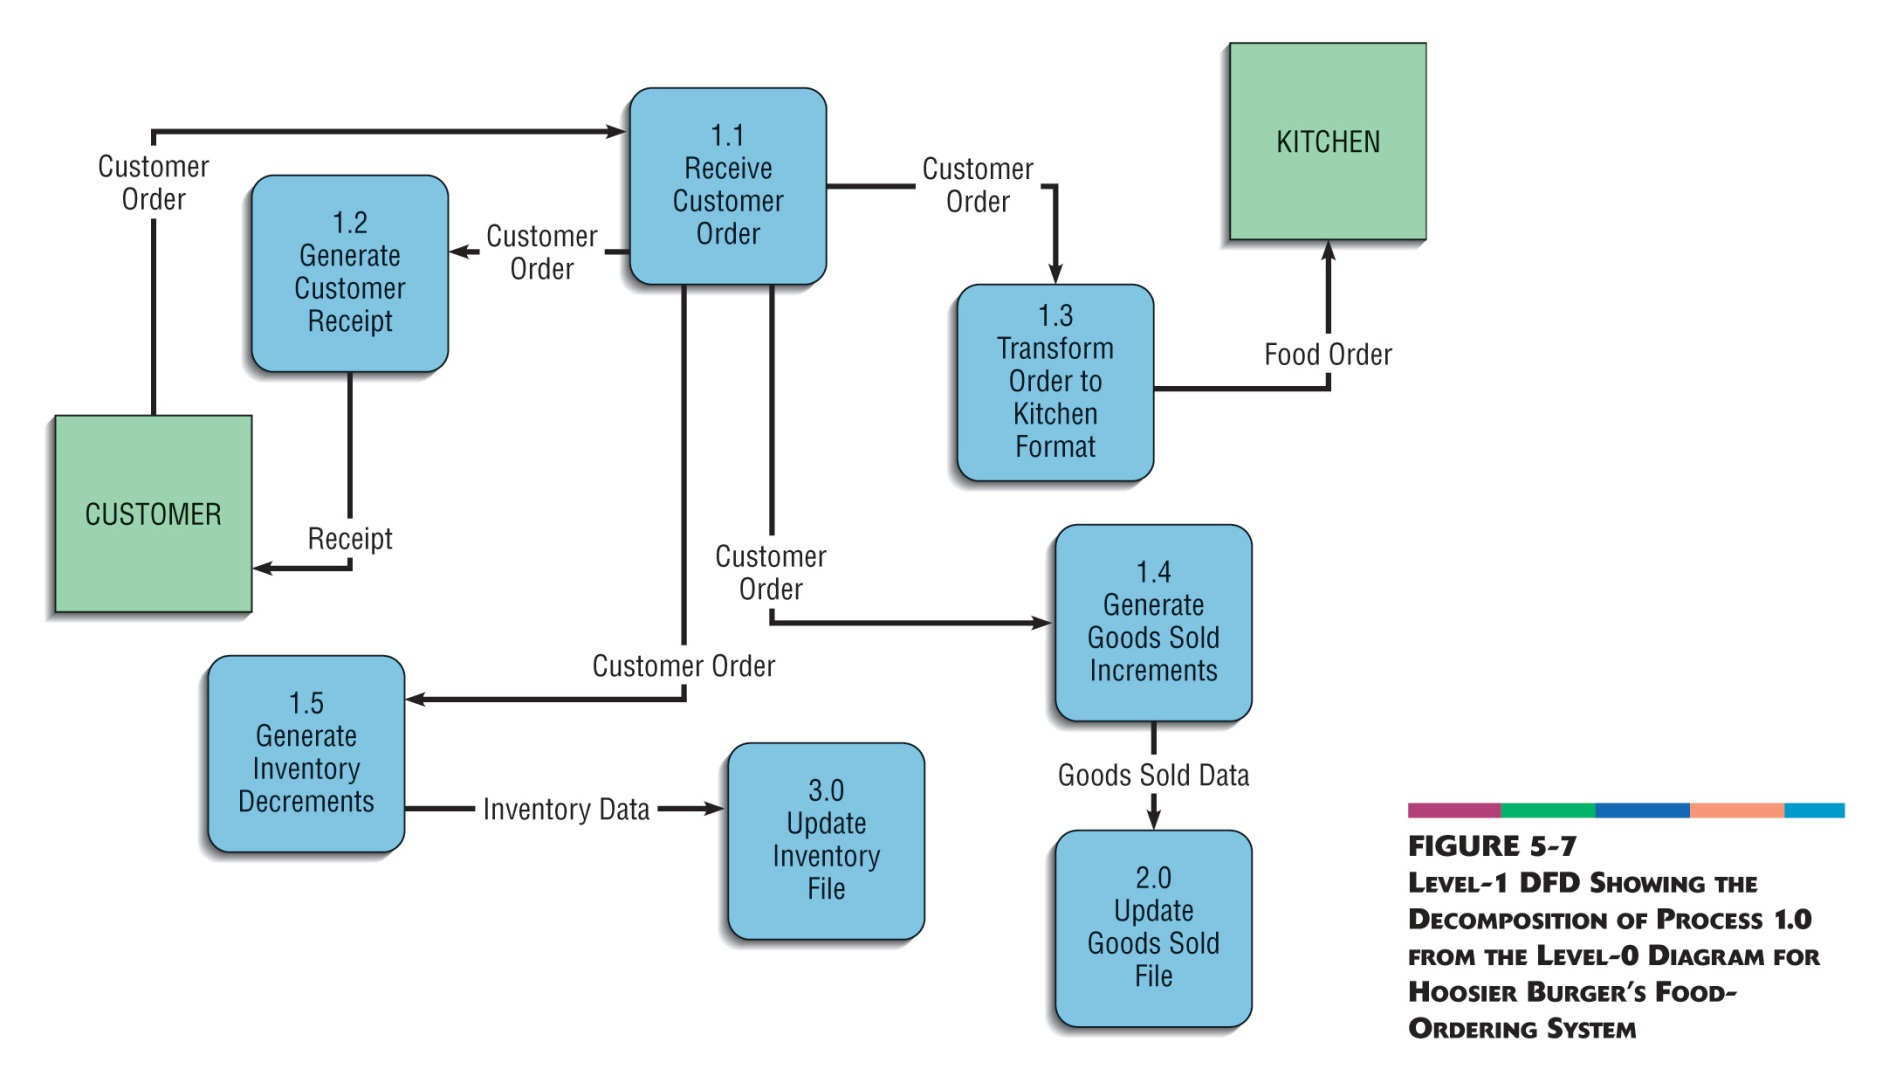 KITCHEN
1.1
Receive
Customer
Order
Customer
Order
Customer
Order
1.2
Generate
Customer
Receipt
Customer
Order
1.3
Transform
Order to
Kitchen
Format
Food Order
CUSTOMER
Receipt
Customer
Order
1.4
Generate
Goods Sold
Increments
Customer Order
1.5
Generate
Inventory
Decrements
Inventory Data
3.0
Update
Inventory
File
Goods Sold Data
2.0
Update
Goods Sold
File
FIGURE 5-7
LEVEL-1 DFD SHOWING THE
DECOMPOSITION OF PROCESS 1.0
FROM THE LEVEL-0 DIAGRAM FOR
HOOSIER BURGER'S FOOD-
ORDERING SYSTEM